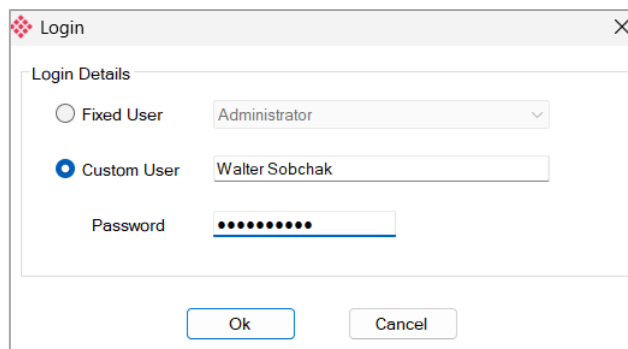 Login
Login Details
Fixed User Administrator
Custom User Walter Sobchak
Password ••••••••••
Ok Cancel